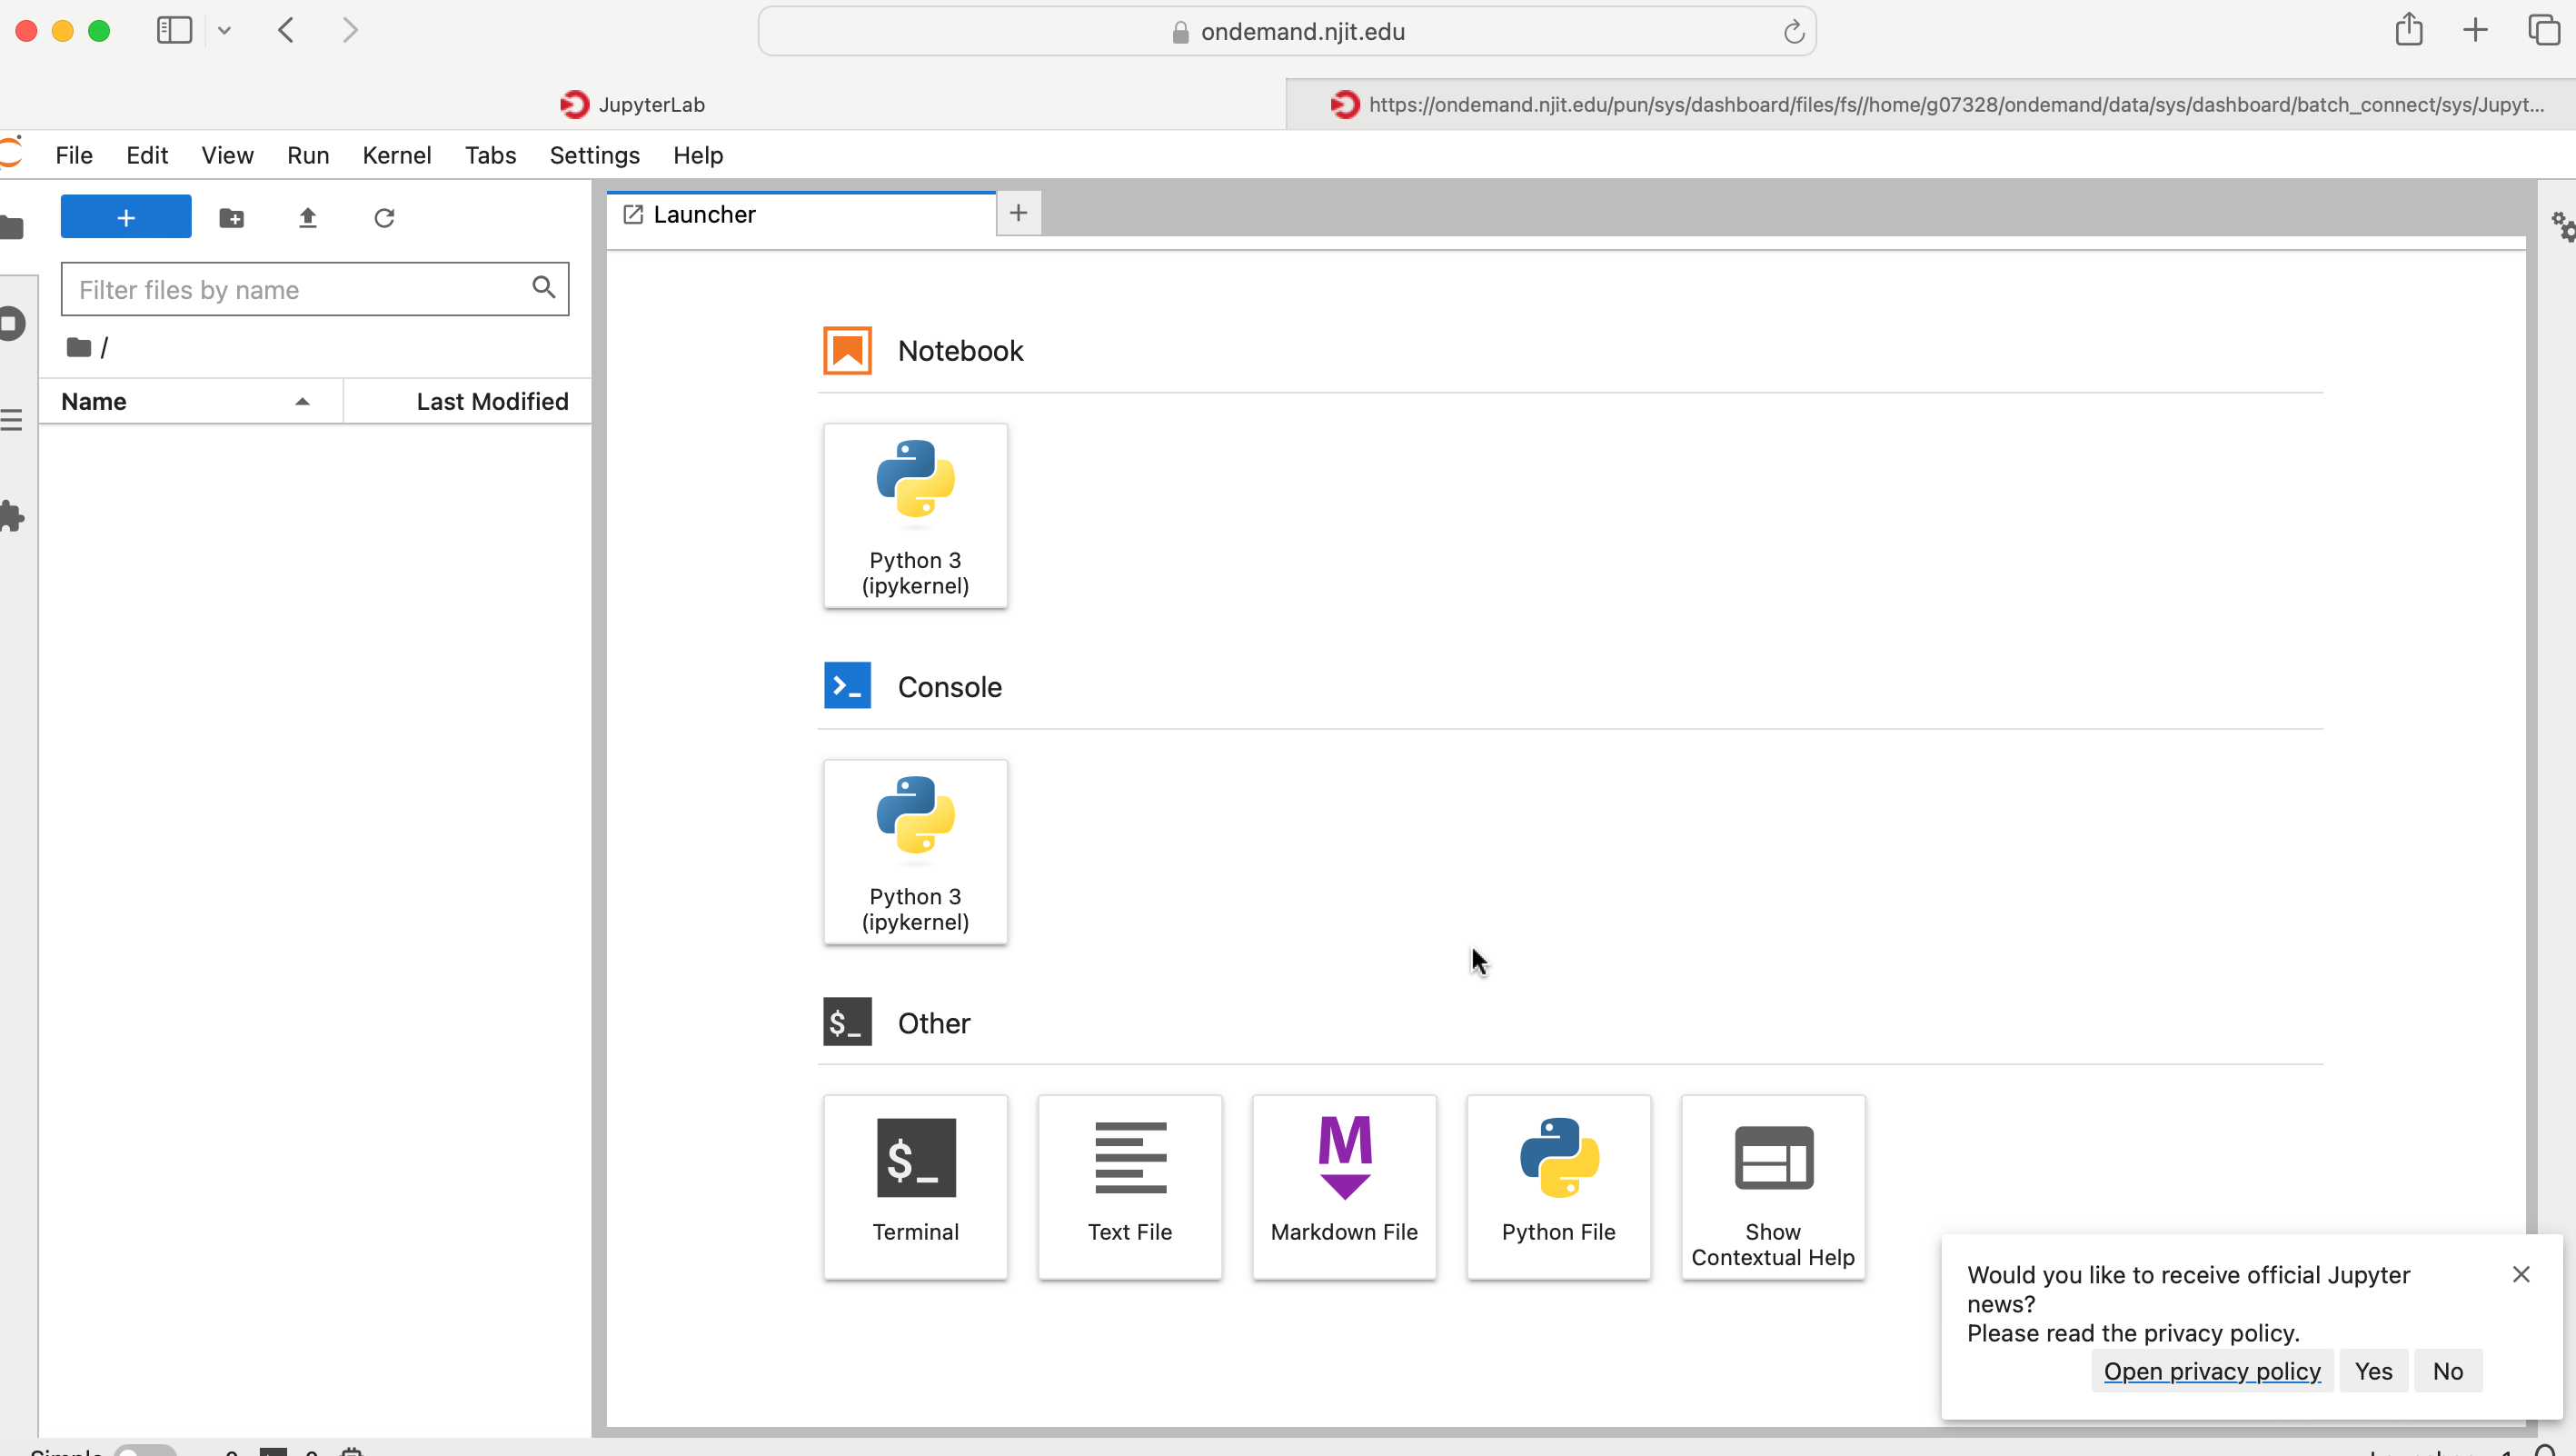 ondemand.njit.edu
JupyterLab
https://ondemand.njit.edu/pun/sys/dashboard/files/fs//home/g07328/ondemand/data/sys/dashboard/batch_connect/sys/Jupyt...
File Edit View Run Kernel Tabs Settings Help
+
Launcher
+
Filter files by name
/
Name
Last Modified
Notebook
Python 3
(ipykernel)
Console
Python 3
(ipykernel)
$_ Other
$_
Terminal
Text File
M
Markdown File
Python File
Show
Contextual Help
Would you like to receive official Jupyter
news?
Please read the privacy policy.
Open privacy policy Yes No
Simple